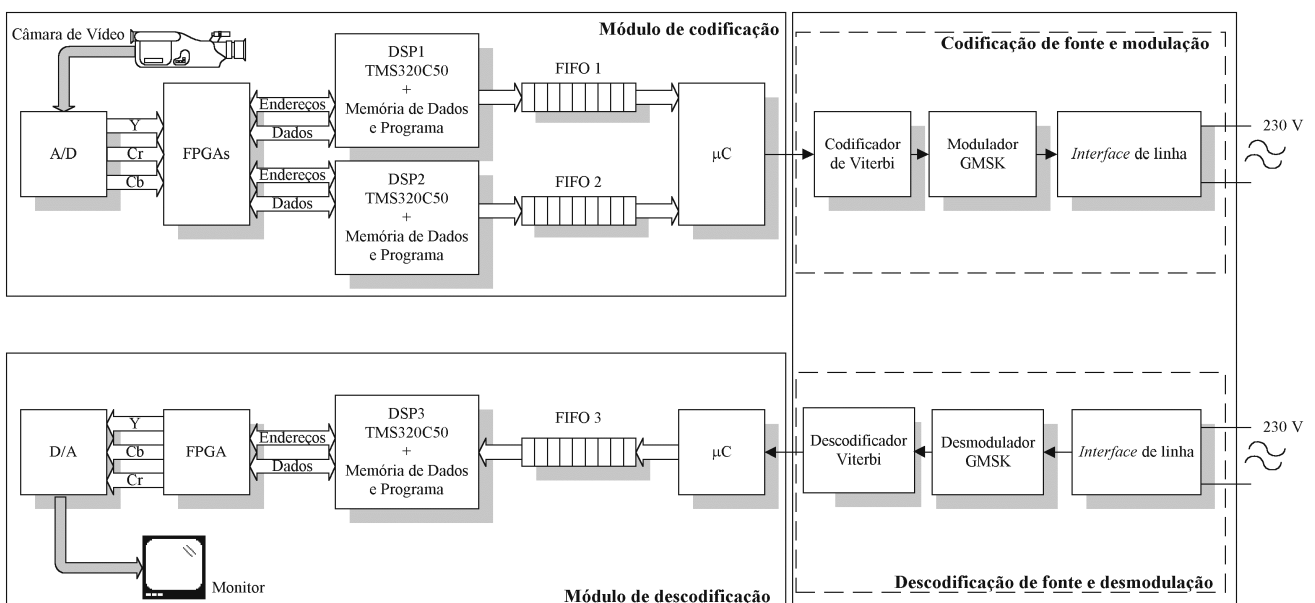 Módulo de codificação
Câmara de Vídeo
A/D
Y
Cr
Cb
FPGAs
Endereços
Dados
Endereços
Dados
DSP1
TMS320C50
+
Memória de Dados
e Programa
DSP2
TMS320C50
+
Memória de Dados
e Programa
FIFO 1
FIFO 2
µC
Codificação de fonte e modulação
Codificador
de Viterbi
Modulador
GMSK
Interface de linha
230 V
D/A
Y
Cb
Cr
FPGA
Endereços
Dados
DSP3
TMS320C50
+
Memória de Dados
e Programa
FIFO 3
µC
Descodificador
Viterbi
Desmodulador
GMSK
Interface de linha
230 V
Monitor
Módulo de descodificação
Descodificação de fonte e desmodulação